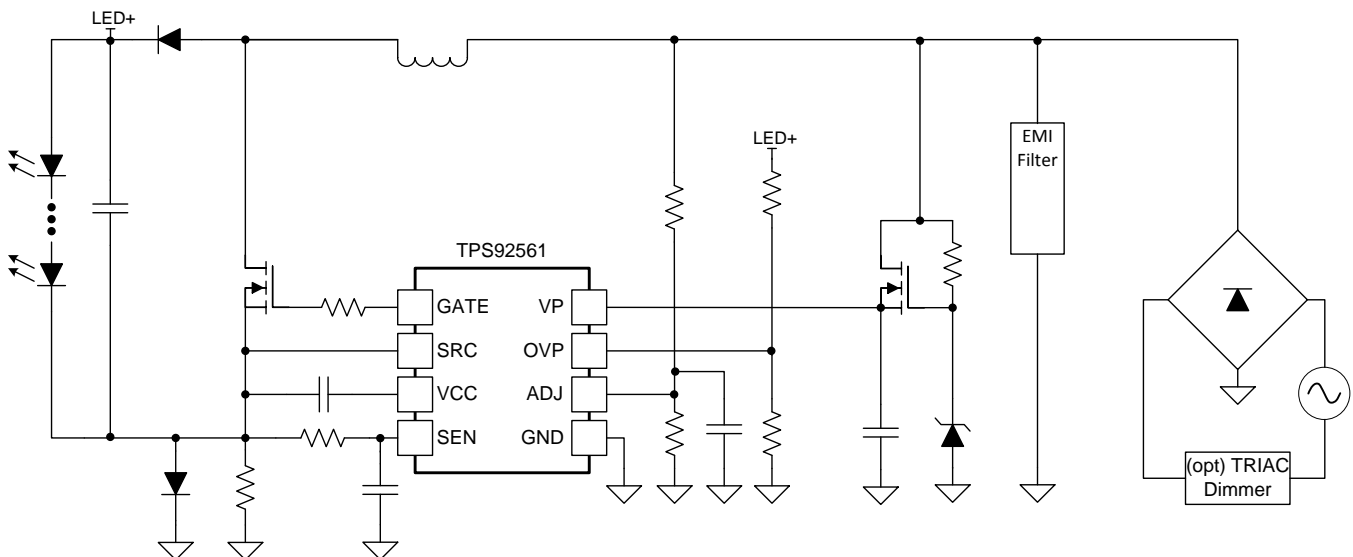 LED+
LED+
EMI
Filter
TPS92561
GATE
VP
SRC
OVP
VCC
ADJ
SEN
GND
(opt) TRIAC
Dimmer